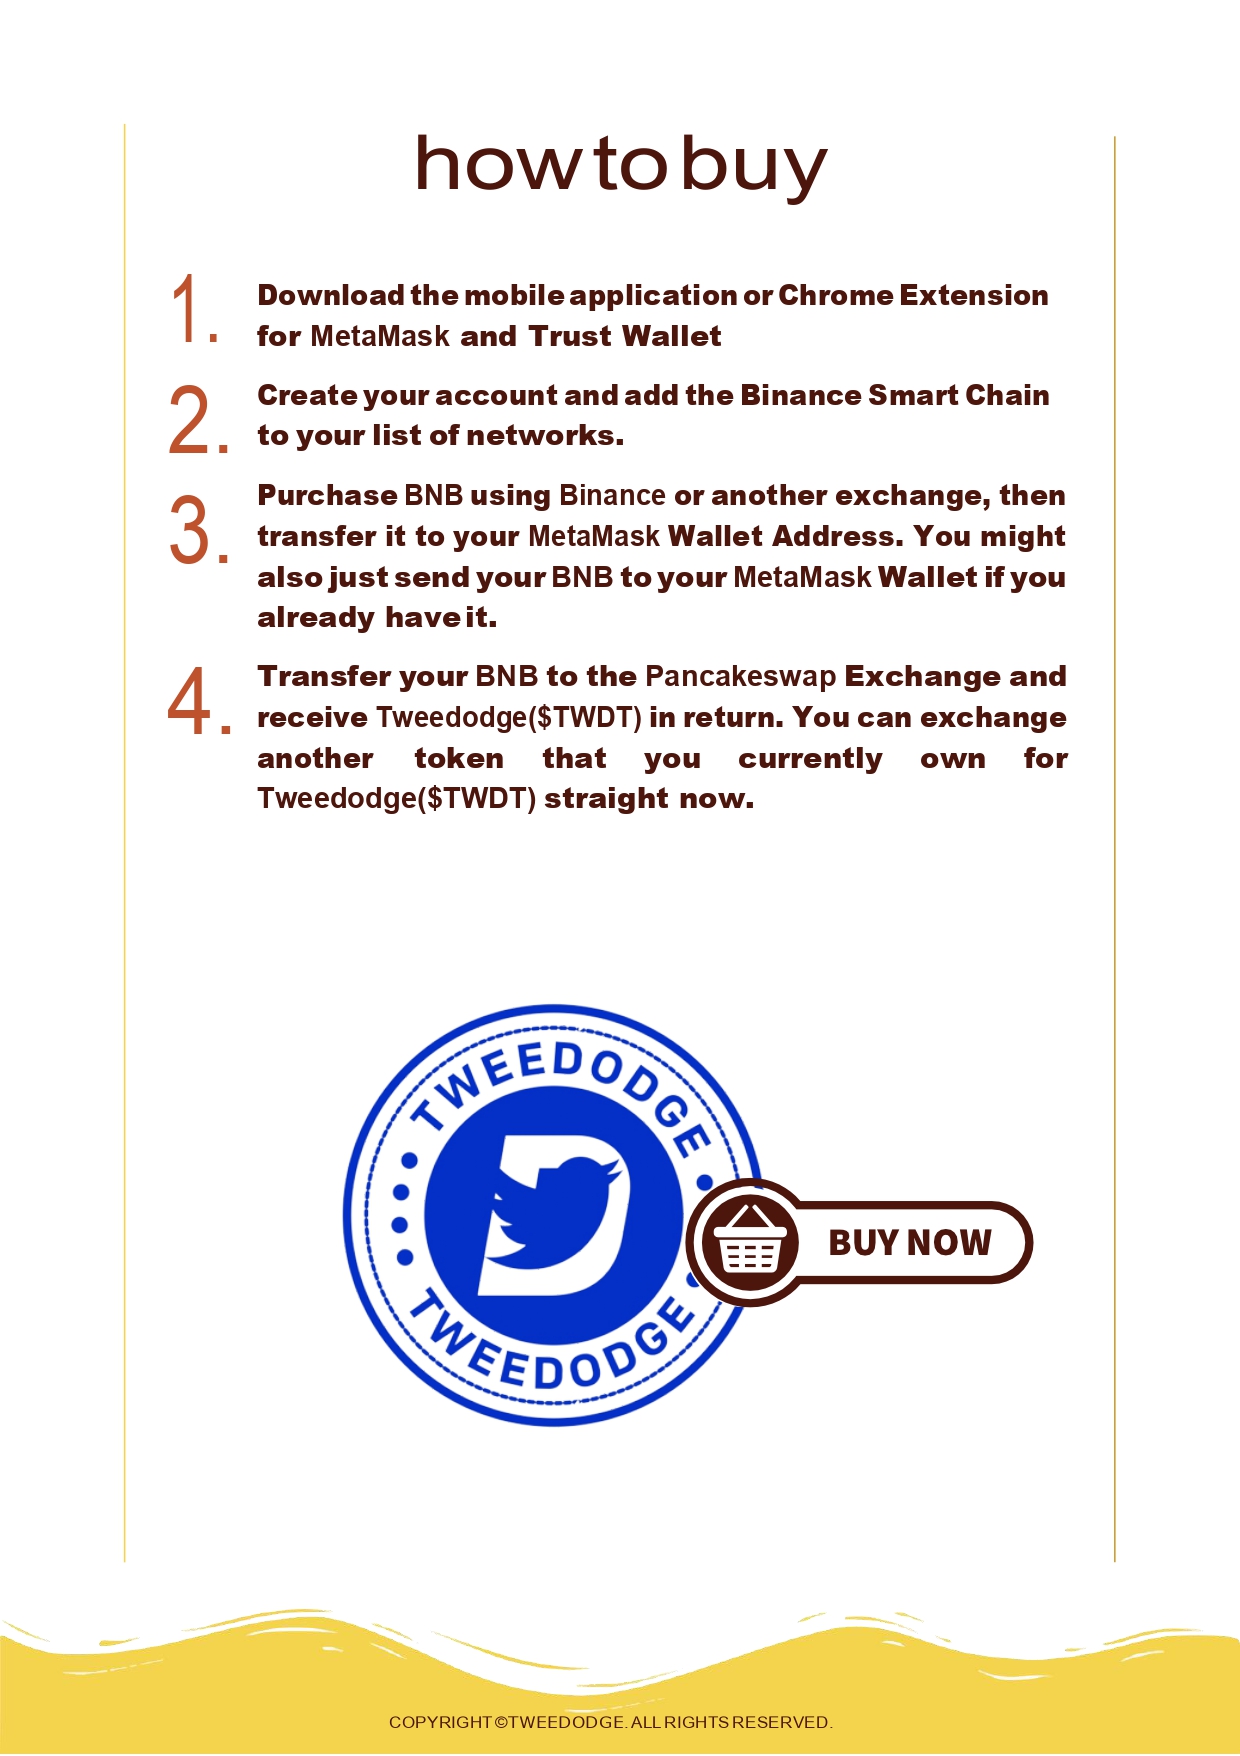 how to buy
1. Download the mobile application or Chrome Extension
for MetaMask and Trust Wallet
2. Create your account and add the Binance Smart Chain
to your list of networks.
3. Purchase BNB using Binance or another exchange, then
transfer it to your MetaMask Wallet Address. You might
also just send your BNB to your MetaMask Wallet if you
already have it.
4. Transfer your BNB to the Pancakeswap Exchange and
receive Tweedodge($TWDT) in return. You can exchange
another token that you currently own for
Tweedodge($TWDT) straight now.
TWEEDODGE
BUY NOW
TWEEDODGE
COPYRIGHT ©TWEEDODGE. ALL RIGHTS RESERVED.